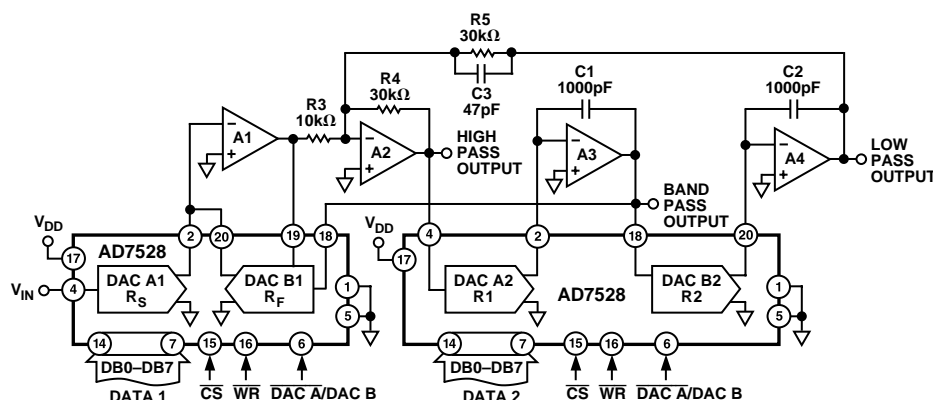 R5
30kΩ
C3
47pF
R4
30kΩ
R3
10kΩ
C1
1000pF
C2
1000pF
A1
−
+
A2
−
+
A3
−
+
A4
−
+
HIGH
PASS
OUTPUT
LOW
PASS
OUTPUT
BAND
PASS
OUTPUT
VDD
17
2
20
19
18
AD7528
VIN
4
DAC A1
RS
DAC B1
RF
1
5
14
7
15
16
6
DB0–DB7
DATA 1
CS
WR
DAC A/DAC B
VDD
17
4
2
18
20
DAC A2
R1
AD7528
DAC B2
R2
1
5
14
7
15
16
6
DB0–DB7
DATA 2
CS
WR
DAC A/DAC B